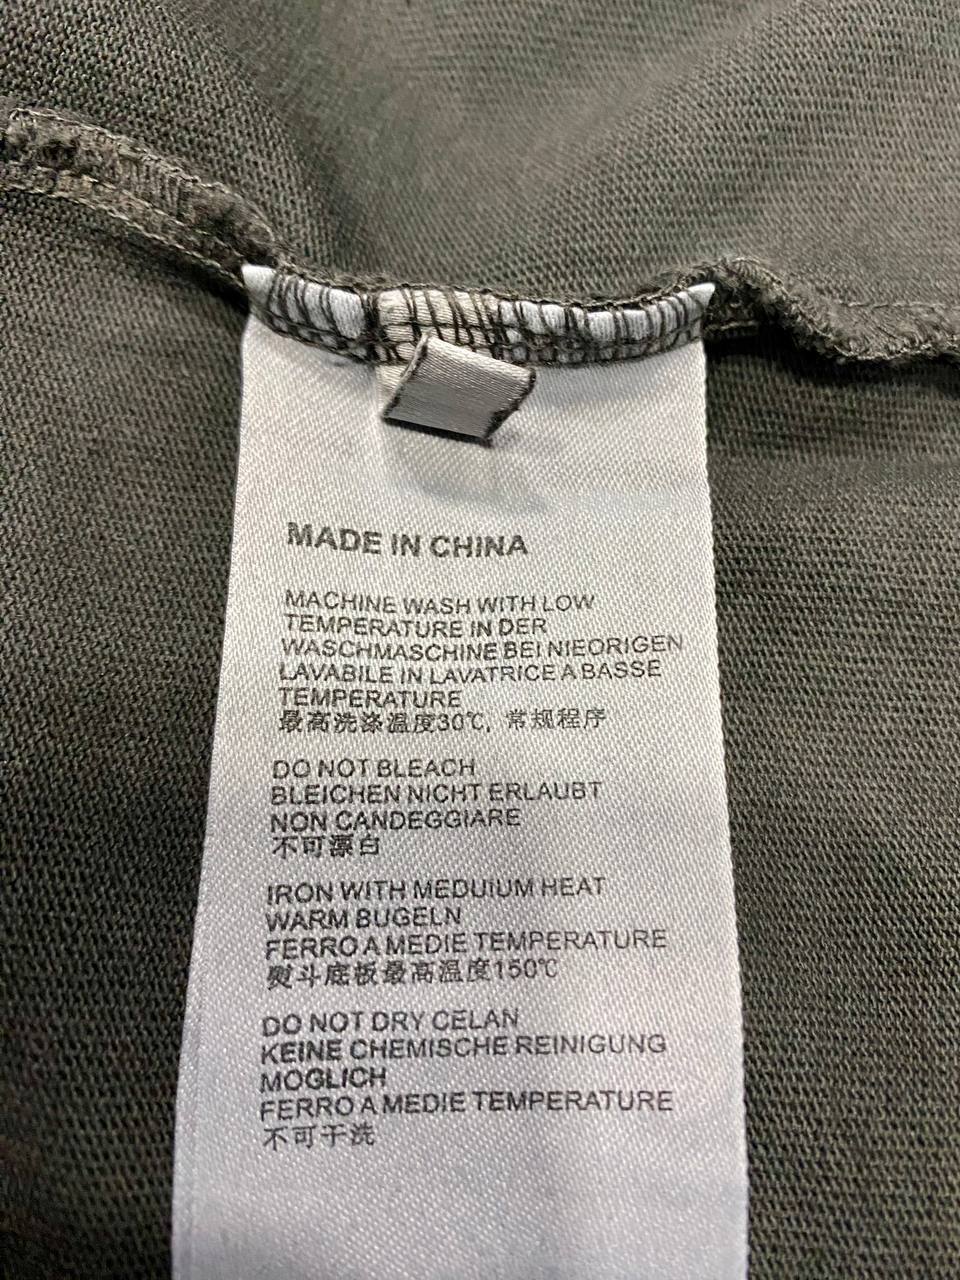 MADE IN CHINA
MACHINE WASH WITH LOW
TEMPERATURE IN DER
WASCHMASCHINE BEI NIEORIGEN
LAVABILE IN LAVATRICE A BASSE
TEMPERATURE
最高洗涤温度30℃, 常规程序
DO NOT BLEACH
BLEICHEN NICHT ERLAUBT
NON CANDEGGIARE
不可漂白
IRON WITH MEDUIUM HEAT
WARM BUGELN
FERRO A MEDIE TEMPERATURE
熨斗底板最高温度150℃
DO NOT DRY CELAN
KEINE CHEMISCHE REINIGUNG
MOGLICH
FERRO A MEDIE TEMPERATURE
不可干洗